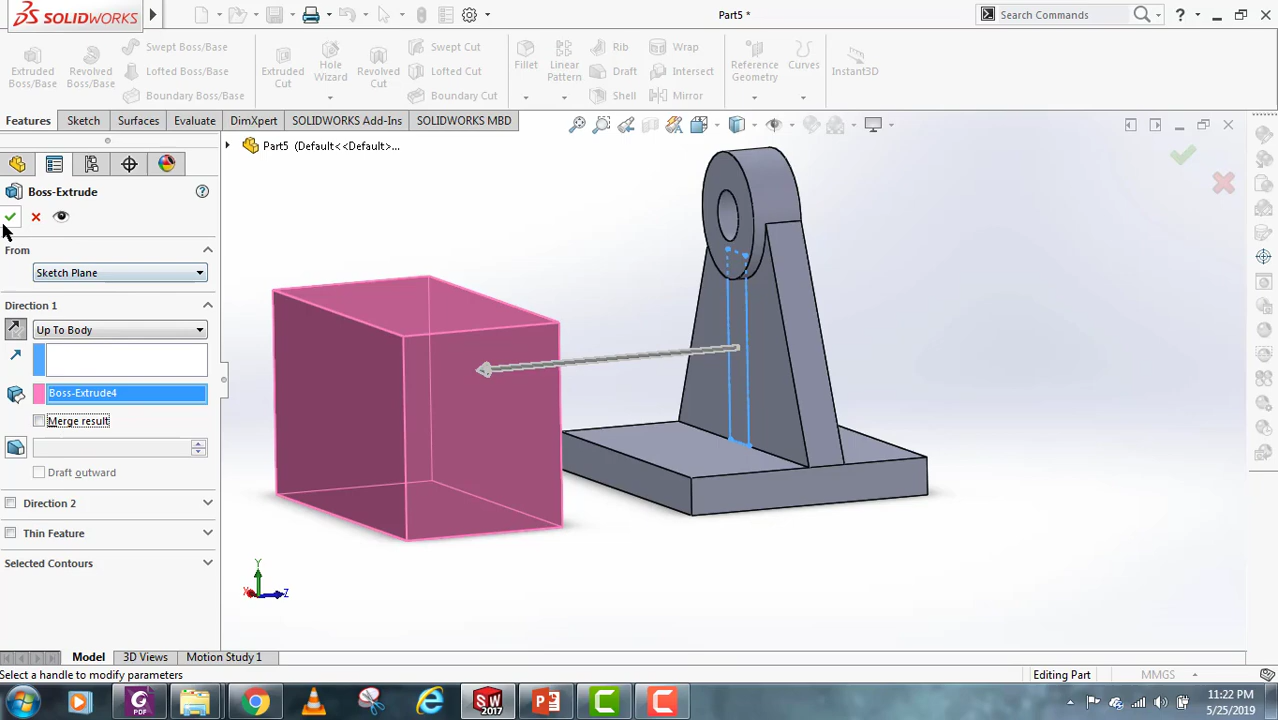 SOLIDWORKS
Part5 *
Search Commands
Extruded Boss/Base
Revolved Boss/Base
Swept Boss/Base
Lofted Boss/Base
Boundary Boss/Base
Extruded Cut
Hole Wizard
Revolved Cut
Swept Cut
Lofted Cut
Boundary Cut
Fillet
Linear Pattern
Rib
Draft
Shell
Wrap
Intersect
Mirror
Reference Geometry
Curves
Instant3D
Features Sketch Surfaces Evaluate DimXpert SOLIDWORKS Add-Ins SOLIDWORKS MBD
Part5 (Default<<Default>...
Boss-Extrude
From
Sketch Plane
Direction 1
Up To Body
Boss-Extrude4
Merge result
Draft outward
Direction 2
Thin Feature
Selected Contours
Y
X
Z
Model 3D Views Motion Study 1
Select a handle to modify parameters Editing Part MMGS
PDF
SW
2017
11:22 PM
5/25/2019